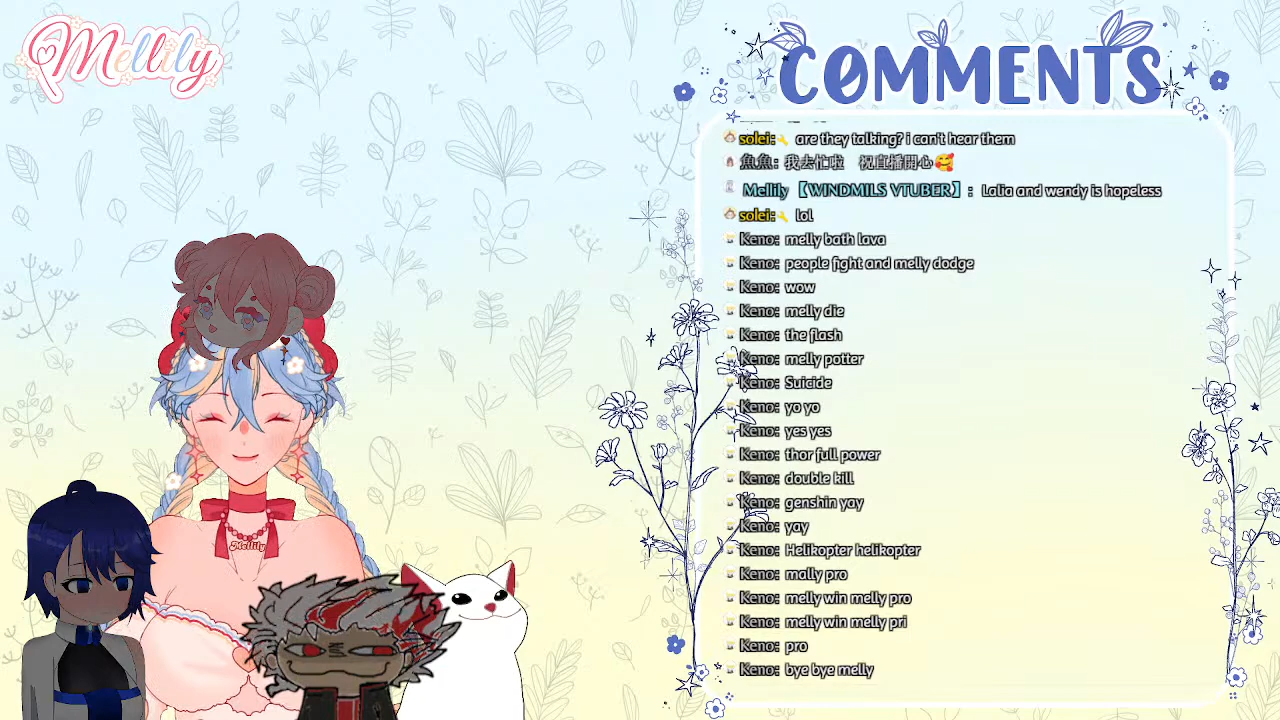 Mellily
COMMENTS
solei: are they talking? i can't hear them
魚魚: 我去忙啦 祝直播開心
Mellily 【WINDMILS VTUBER】 : Lalia and wendy is hopeless
solei: lol
Keno: melly bath lava
Keno: people fight and melly dodge
Keno: wow
Keno: melly die
Keno: the flash
Keno: melly potter
Keno: Suicide
Keno: yo yo
Keno: yes yes
Keno: thor full power
Keno: double kill
Keno: genshin yay
Keno: yay
Keno: Helikopter helikopter
Keno: mally pro
Keno: melly win melly pro
Keno: melly win melly pri
Keno: pro
Keno: bye bye melly
Mellily